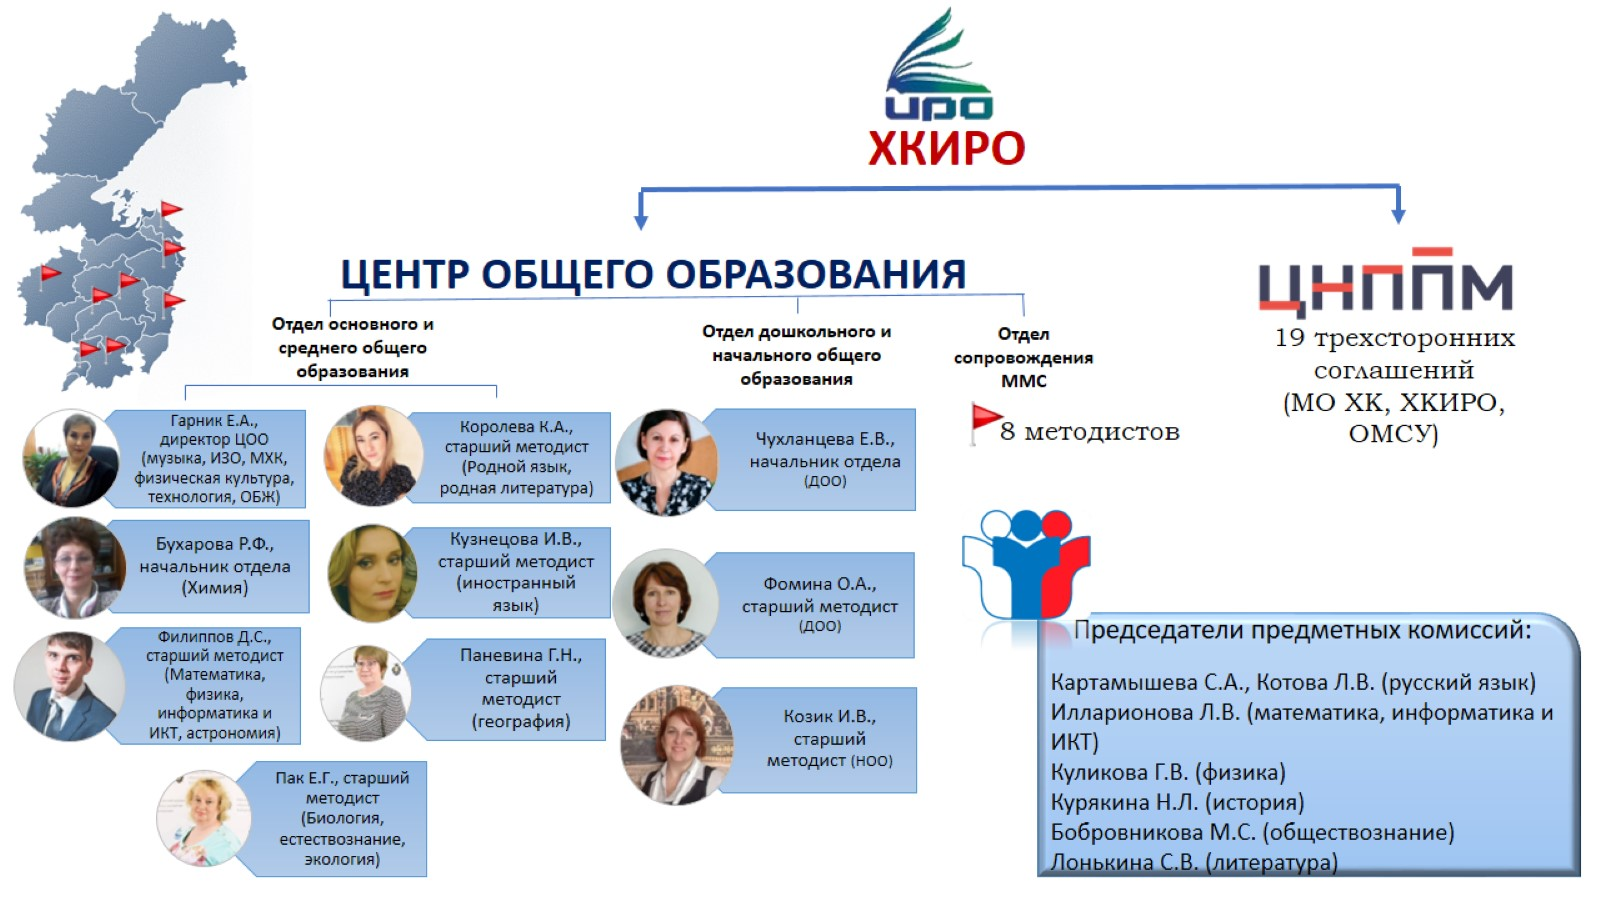 иро
ХКИРО
ЦЕНТР ОБЩЕГО ОБРАЗОВАНИЯ
Отдел основного и
среднего общего
образования
Гарник Е.А.,
директор ЦОО
(музыка, ИЗО, МХК,
физическая культура,
технология, ОБЖ)
Бухарова Р.Ф.,
начальник отдела
(Химия)
Филиппов Д.С.,
старший методист
(Математика,
физика,
информатика и
ИКТ, астрономия)
Королева К.А.,
старший методист
(Родной язык,
родная литература)
Кузнецова И.В.,
старший методист
(иностранный
язык)
Паневина Г.Н.,
старший
методист
(география)
Пак Е.Г., старший
методист
(Биология,
естествознание,
экология)
Отдел дошкольного и
начального общего
образования
Чухланцева Е.В.,
начальник отдела
(ДОО)
Фомина О.А.,
старший методист
(ДОО)
Козик И.В.,
старший
методист (НОО)
Отдел
сопровождения
ММС
8 методистов
ЦНППМ
19 трехсторонних
соглашений
(МО ХК, ХКИРО,
ОМСУ)
Председатели предметных комиссий:
Картамышева С.А., Котова Л.В. (русский язык)
Илларионова Л.В. (математика, информатика и
ИКТ)
Куликова Г.В. (физика)
Курякина Н.Л. (история)
Бобровникова М.С. (обществознание)
Лонькина С.В. (литература)